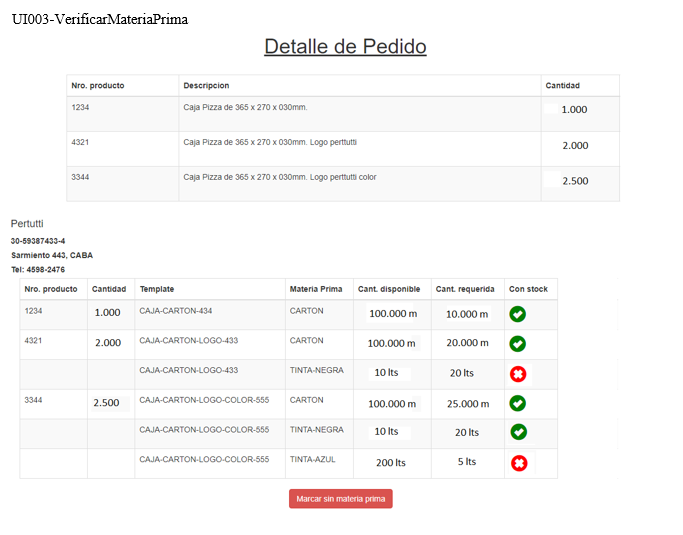 UI003-VerificarMateriaPrima
Detalle de Pedido
Nro. producto Descripcion Cantidad
1234 Caja Pizza de 365 x 270 x 030mm. 1.000
4321 Caja Pizza de 365 x 270 x 030mm. Logo perttutti 2.000
3344 Caja Pizza de 365 x 270 x 030mm. Logo perttutti color 2.500
Pertutti
30-59387433-4
Sarmiento 443, CABA
Tel: 4598-2476
Nro. producto Cantidad Template Materia Prima Cant. disponible Cant. requerida Con stock
1234 1.000 CAJA-CARTON-434 CARTON 100.000 m 10.000 m
4321 2.000 CAJA-CARTON-LOGO-433 CARTON 100.000 m 20.000 m
CAJA-CARTON-LOGO-433 TINTA-NEGRA 10 lts 20 lts
3344 2.500 CAJA-CARTON-LOGO-COLOR-555 CARTON 100.000 m 25.000 m
CAJA-CARTON-LOGO-COLOR-555 TINTA-NEGRA 10 lts 20 lts
CAJA-CARTON-LOGO-COLOR-555 TINTA-AZUL 200 lts 5 lts
Marcar sin materia prima